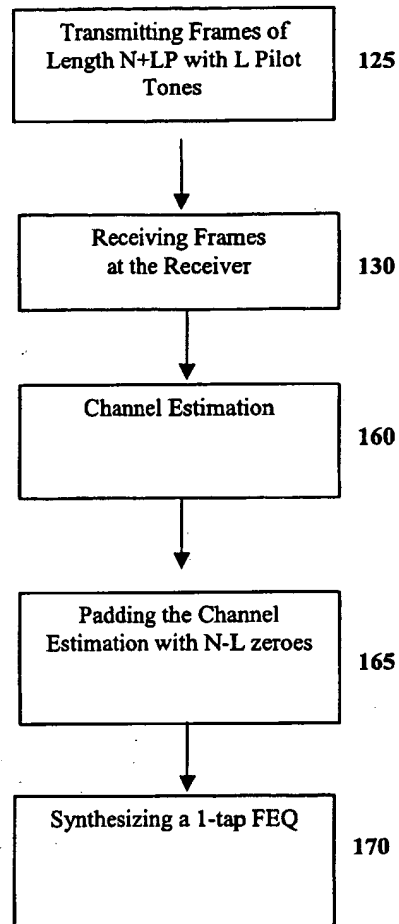 Transmitting Frames of
Length N+LP with L Pilot
Tones
125
Receiving Frames
at the Receiver
130
Channel Estimation
160
Padding the Channel
Estimation with N-L zeroes
165
Synthesizing a 1-tap FEQ
170